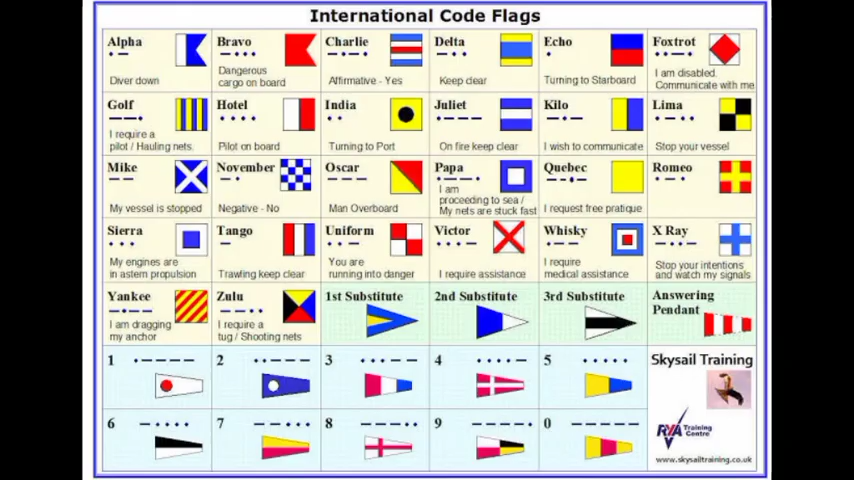 International Code Flags
Alpha
Diver down
Bravo
Dangerous
cargo on board
Charlie
Affirmative - Yes
Delta
Keep clear
Echo
Turning to Starboard
Foxtrot
I am disabled.
Communicate with me
Golf
I require a
pilot / Hauling nets.
Hotel
Pilot on board
India
Turning to Port
Juliet
On fire keep clear
Kilo
I wish to communicate
Lima
Stop your vessel
Mike
My vessel is stopped
November
Negative - No
Oscar
Man Overboard
Papa
I am
proceeding to sea /
My nets are stuck fast
Quebec
I request free pratique
Romeo
Sierra
My engines are
in astern propulsion
Tango
Trawling keep clear
Uniform
You are
running into danger
Victor
I require assistance
Whisky
I require
medical assistance
X Ray
Stop your intentions
and watch my signals
Yankee
I am dragging
my anchor
Zulu
I require a
tug / Shooting nets
1st Substitute
2nd Substitute
3rd Substitute
Answering
Pendant
1
2
3
4
5
Skysail Training
6
7
8
9
0
RYA Training
Centre
www.skysailtraining.co.uk